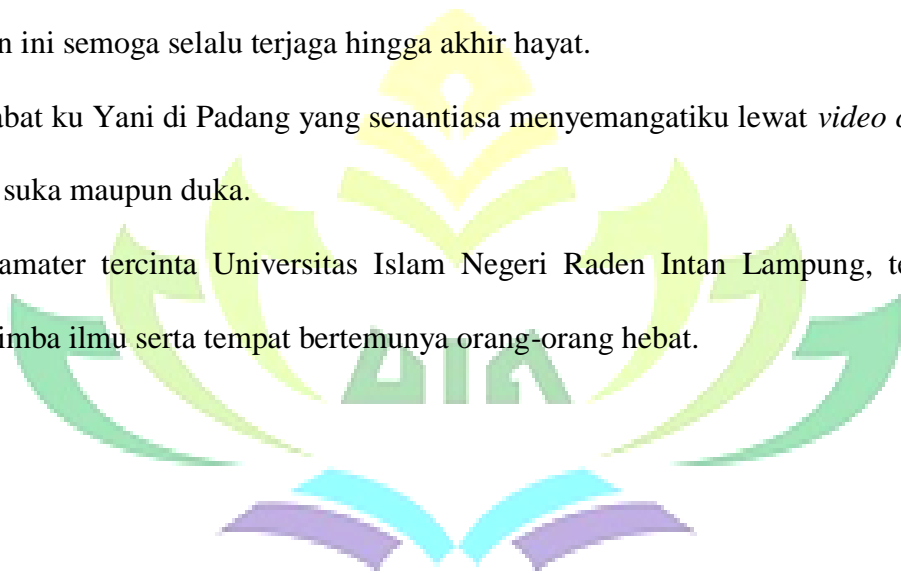 n ini semoga selalu terjaga hingga akhir hayat.
abat ku Yani di Padang yang senantiasa menyemangatiku lewat video
suka maupun duka.
amater tercinta Universitas Islam Negeri Raden Intan Lampung,
imba ilmu serta tempat bertemunya orang-orang hebat.